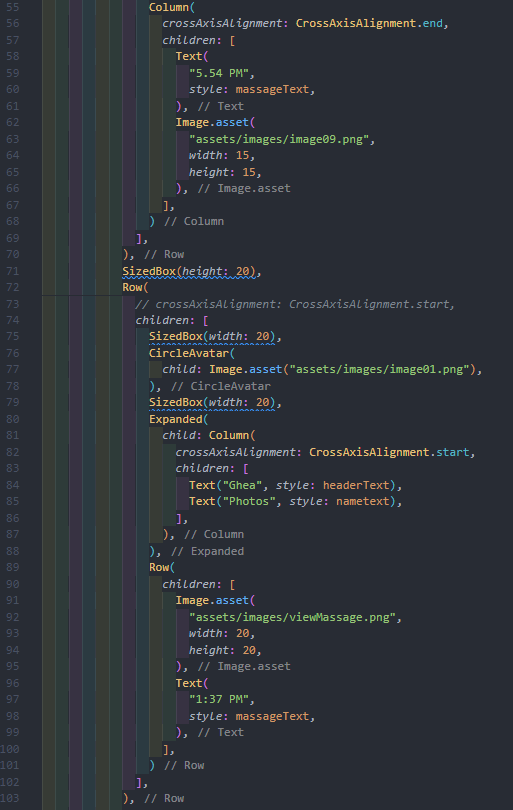 55 Column(
56 crossAxisAlignment: CrossAxisAlignment.end,
57 children: [
58 Text(
59 "5.54 PM",
60 style: massageText,
61 ), // Text
62 Image.asset(
63 "assets/images/image09.png",
64 width: 15,
65 height: 15,
66 ), // Image.asset
67 ],
68 ) // Column
69 ],
70 ), // Row
71 SizedBox(height: 20),
72 Row(
73 // crossAxisAlignment: CrossAxisAlignment.start,
74 children: [
75 SizedBox(width: 20),
76 CircleAvatar(
77 child: Image.asset("assets/images/image01.png"),
78 ), // CircleAvatar
79 SizedBox(width: 20),
80 Expanded(
81 child: Column(
82 crossAxisAlignment: CrossAxisAlignment.start,
83 children: [
84 Text("Ghea", style: headerText),
85 Text("Photos", style: nametext),
86 ],
87 ), // Column
88 ), // Expanded
89 Row(
90 children: [
91 Image.asset(
92 "assets/images/viewMassage.png",
93 width: 20,
94 height: 20,
95 ), // Image.asset
96 Text(
97 "1:37 PM",
98 style: massageText,
99 ), // Text
100 ],
101 ) // Row
102 ],
103 ), // Row